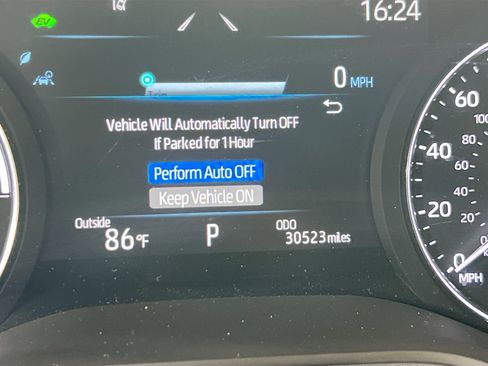 EV
16:24
0 MPH
Vehicle Will Automatically Turn OFF
If Parked for 1 Hour
Perform Auto OFF
Keep Vehicle ON
Outside
86°F
P
ODO
30523 miles
60
100
80
40
60
40
20
20
0
0
MPH